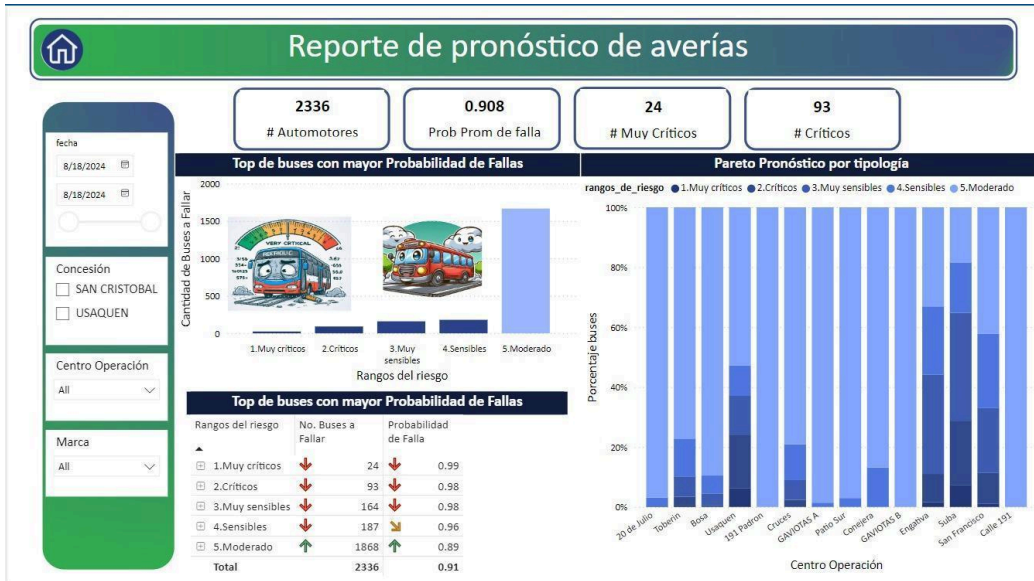 Reporte de pronóstico de averías
2336
# Automotores
0.908
Prob Prom de falla
24
# Muy Críticos
93
# Críticos
fecha
8/18/2024
8/18/2024
Concesión
SAN CRISTOBAL
USAQUEN
Centro Operación
All
Marca
All
Top de buses con mayor Probabilidad de Fallas
Cantidad de Buses a Fallar
2000
1500
1000
500
0
VERY CRITICAL
1.Muy críticos
2.Críticos
3.Muy
sensibles
4.Sensibles
5.Moderado
Rangos del riesgo
Top de buses con mayor Probabilidad de Fallas
Rangos del riesgo No. Buses a Probabilidad
Fallar de Falla
1.Muy críticos 24 0.99
2.Críticos 93 0.98
3.Muy sensibles 164 0.98
4.Sensibles 187 0.96
5.Moderado 1868 0.89
Total 2336 0.91
Pareto Pronóstico por tipología
rangos_de_riesgo 1.Muy críticos 2.Críticos 3.Muy sensibles 4.Sensibles 5.Moderado
Porcentaje buses
100%
80%
60%
40%
20%
0%
20 de Julio
Toberin
Bosa
Usaquen
191 Padron
Cruces
GAVIOTAS A
Patio Sur
Conejera
GAVIOTAS B
Engativa
Suba
San Francisco
Calle 191
Centro Operación